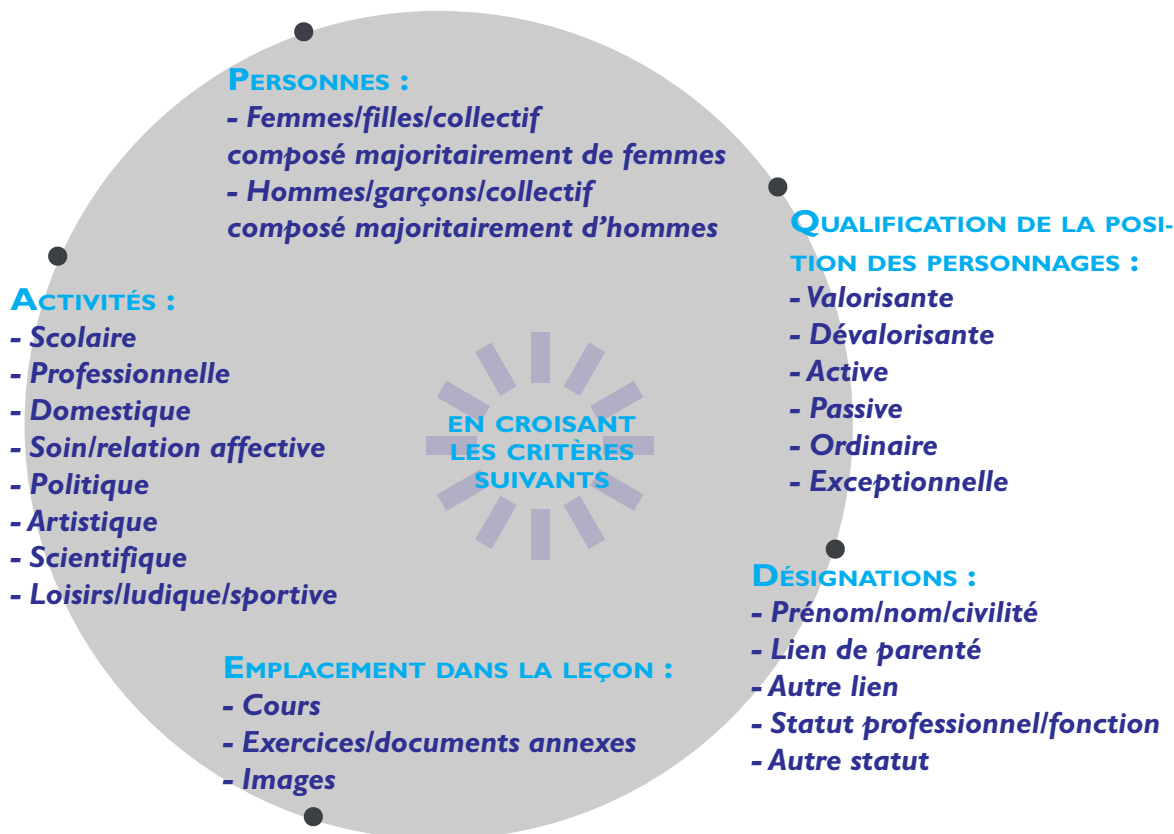 PERSONNES :
- Femmes/filles/collectif
composé majoritairement de femmes
- Hommes/garçons/collectif
composé majoritairement d'hommes
QUALIFICATION DE LA POSI-
TION DES PERSONNAGES :
- Valorisante
- Dévalorisante
- Active
- Passive
- Ordinaire
- Exceptionnelle
ACTIVITÉS :
- Scolaire
- Professionnelle
- Domestique
- Soin/relation affective
- Politique
- Artistique
- Scientifique
- Loisirs/ludique/sportive
EN CROISANT
LES CRITÈRES
SUIVANTS
DÉSIGNATIONS :
- Prénom/nom/civilité
- Lien de parenté
- Autre lien
- Statut professionnel/fonction
- Autre statut
EMPLACEMENT DANS LA LEÇON :
- Cours
- Exercices/documents annexes
- Images